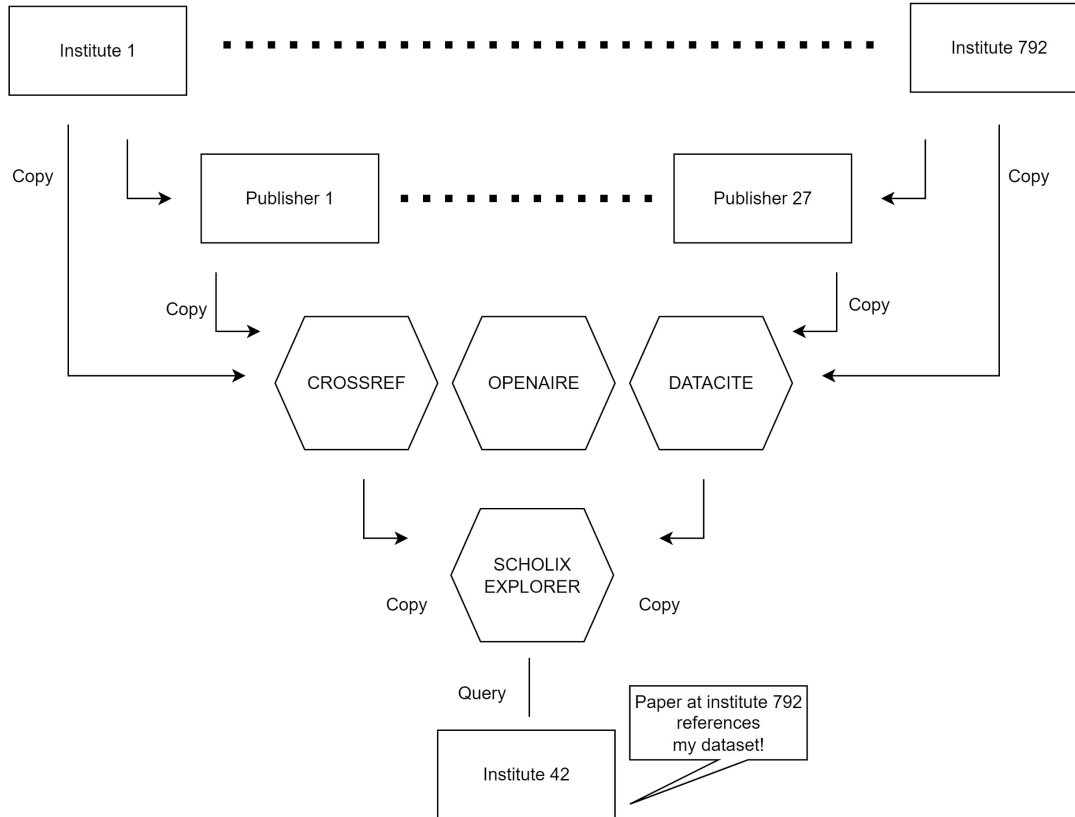 Institute 1
Institute 792
Copy
Copy
Publisher 1
Publisher 27
Copy
Copy
CROSSREF
OPENAIRE
DATACITE
SCHOLIX
EXPLORER
Copy
Copy
Query
Paper at institute 792
references
my dataset!
Institute 42